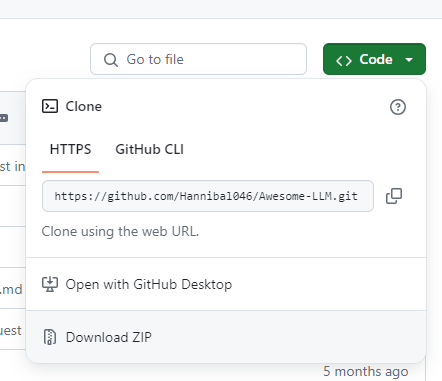 Go to file
Code
Clone
HTTPS GitHub CLI
https://github.com/Hannibal046/Awesome-LLM.git
Clone using the web URL.
Open with GitHub Desktop
Download ZIP
st in
.md
uest
5 months ago